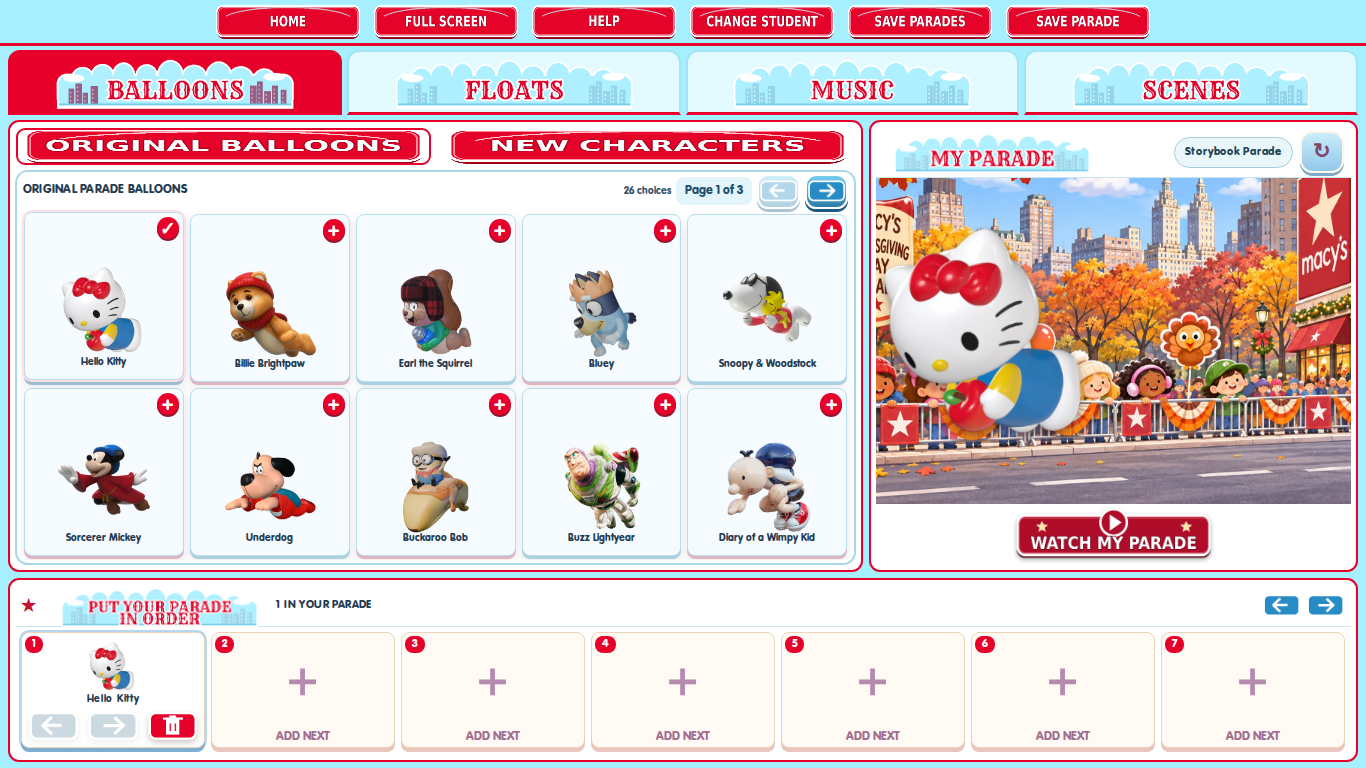 HOME
FULL SCREEN
HELP
CHANGE STUDENT
SAVE PARADES
SAVE PARADE
BALLOONS
FLOATS
MUSIC
SCENES
ORIGINAL BALLOONS
NEW CHARACTERS
ORIGINAL PARADE BALLOONS
26 choices
Page 1 of 3
Hello Kitty
Billie Brightpaw
Earl the Squirrel
Bluey
Snoopy & Woodstock
Sorcerer Mickey
Underdog
Buckaroo Bob
Buzz Lightyear
Diary of a Wimpy Kid
MY PARADE
Storybook Parade
CY'S
SGIVING
AY
macy's
WATCH MY PARADE
PUT YOUR PARADE
IN ORDER
1 IN YOUR PARADE
1
Hello Kitty
2
ADD NEXT
3
ADD NEXT
4
ADD NEXT
5
ADD NEXT
6
ADD NEXT
7
ADD NEXT